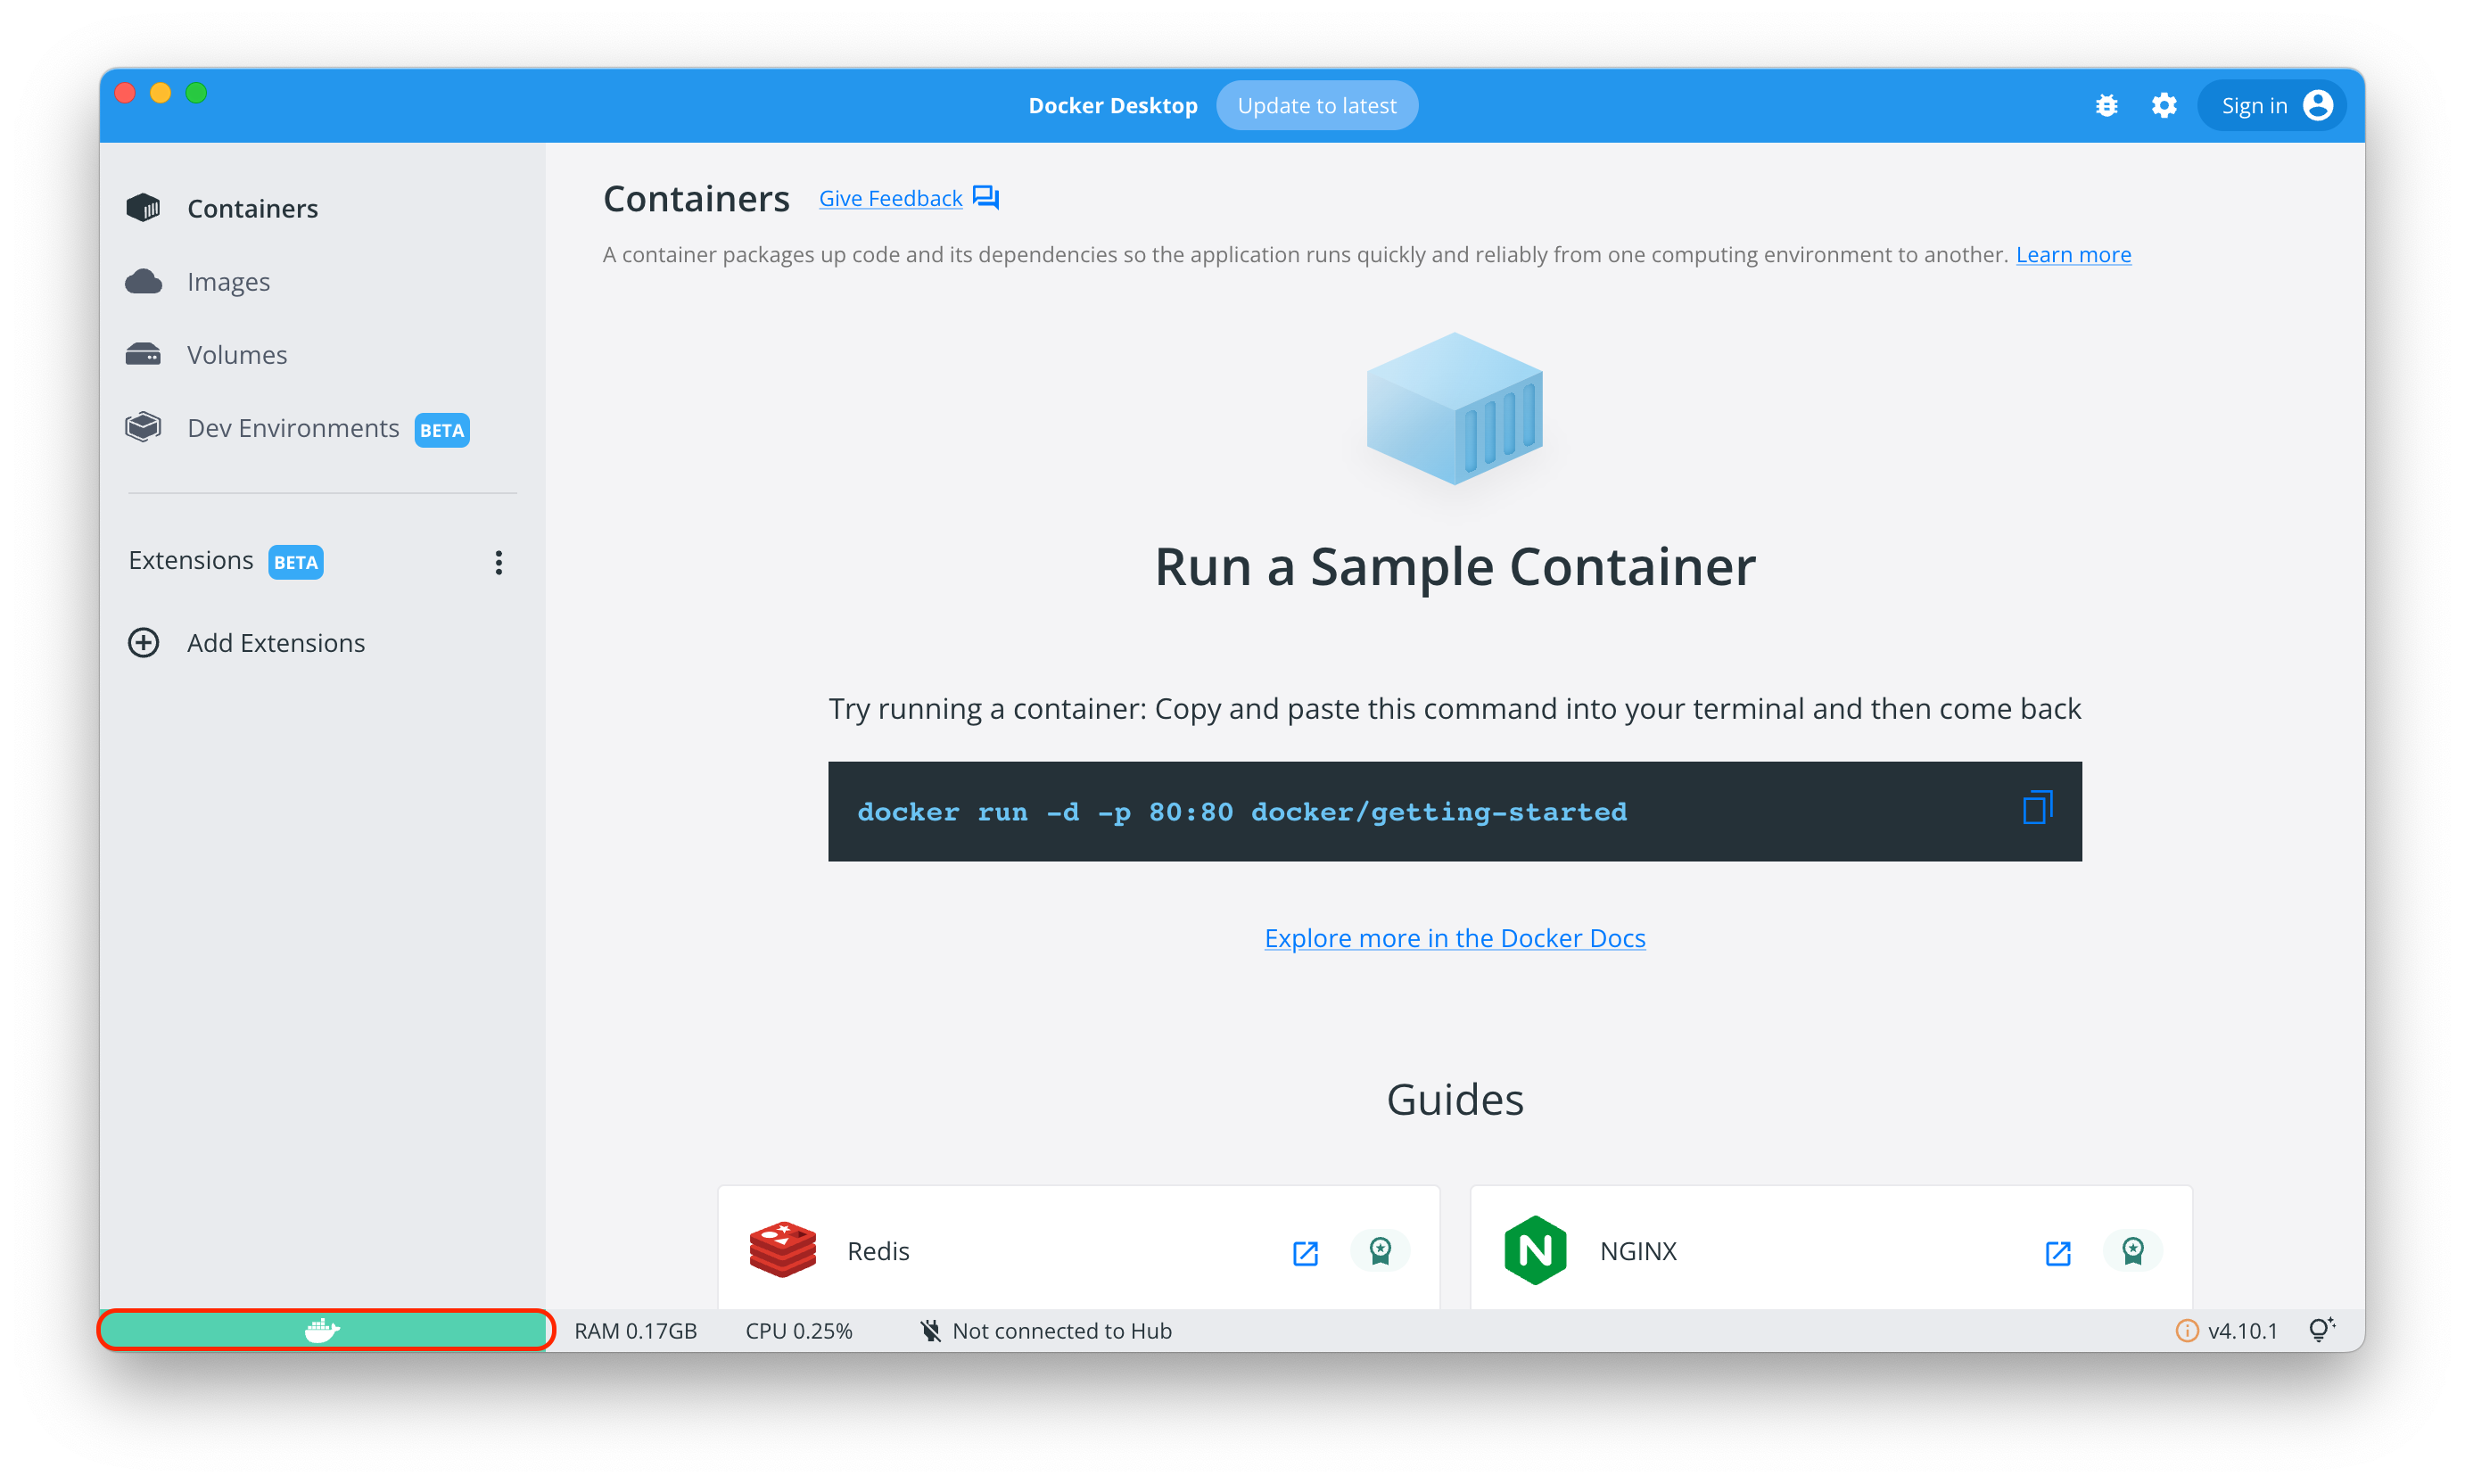 Docker Desktop Update to latest Sign in
Containers
Images
Volumes
Dev Environments BETA
Extensions BETA
Add Extensions
Containers Give Feedback
A container packages up code and its dependencies so the application runs quickly and reliably from one computing environment to another. Learn more
Run a Sample Container
Try running a container: Copy and paste this command into your terminal and then come back
docker run -d -p 80:80 docker/getting-started
Explore more in the Docker Docs
Guides
Redis
NGINX
RAM 0.17GB CPU 0.25% Not connected to Hub v4.10.1